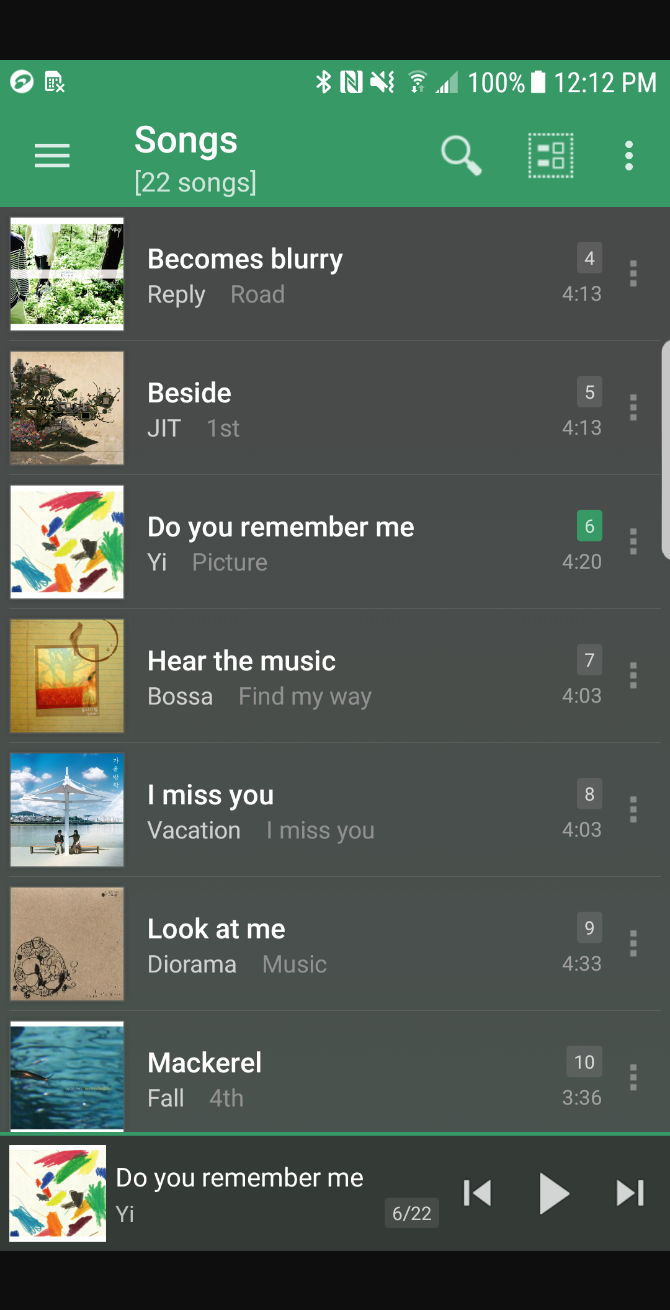 100% 12:12 PM
Songs
[22 songs]
Becomes blurry
4
Reply Road
4:13
Beside
5
JIT 1st
4:13
Do you remember me
6
Yi Picture
4:20
Hear the music
7
Bossa Find my way
4:03
I miss you
8
Vacation I miss you
4:03
Look at me
9
Diorama Music
4:33
Mackerel
10
Fall 4th
3:36
Do you remember me
Yi
6/22